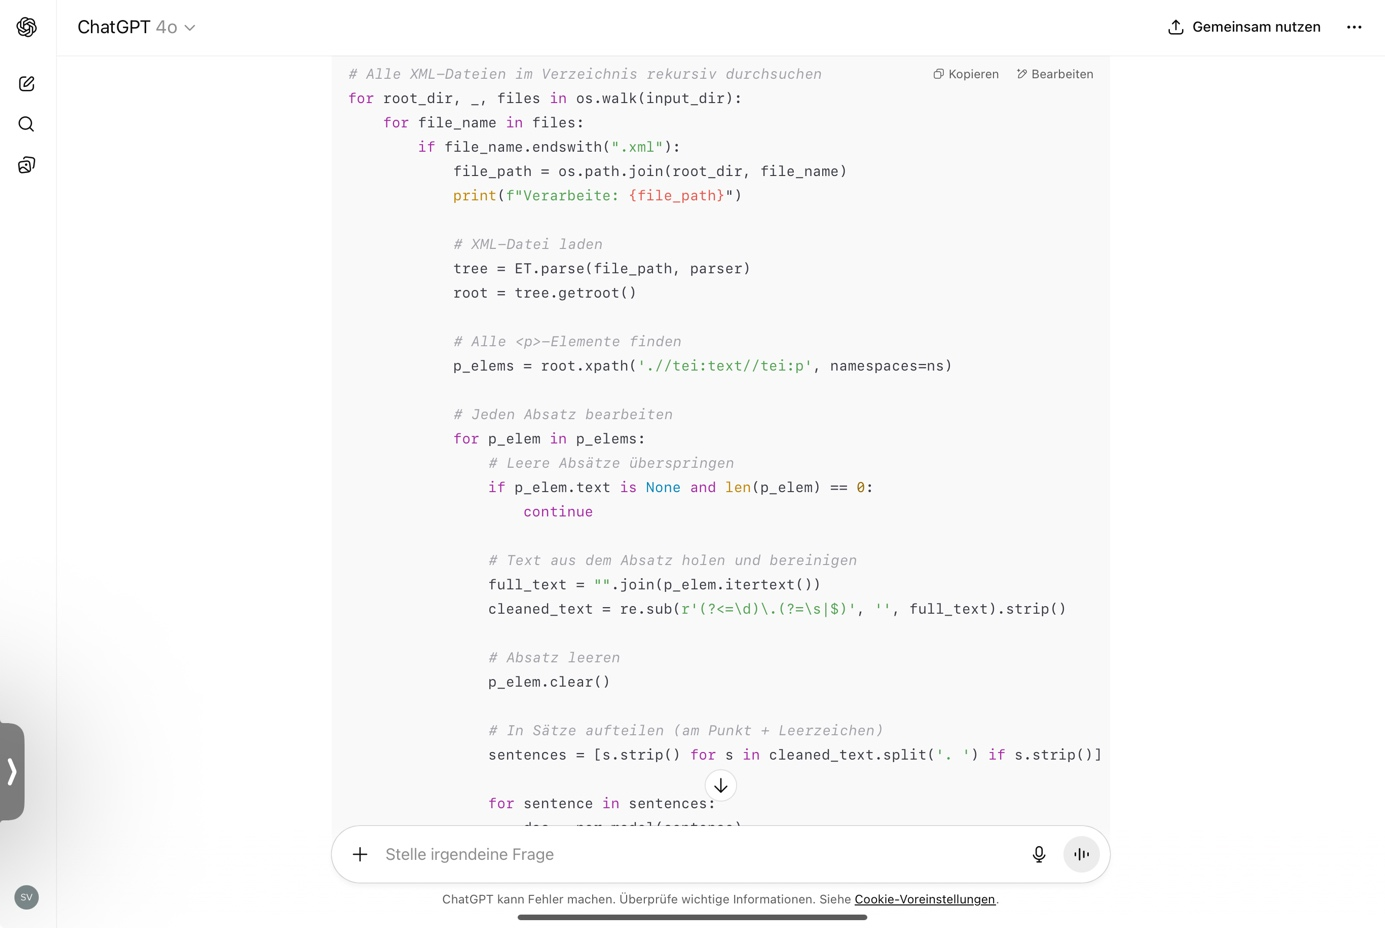 ChatGPT 4o
Gemeinsam nutzen
# Alle XML-Dateien im Verzeichnis rekursiv durchsuchen
Kopieren
Bearbeiten
for root_dir, _, files in os.walk(input_dir):
    for file_name in files:
        if file_name.endswith(".xml"):
            file_path = os.path.join(root_dir, file_name)
            print(f"Verarbeite: {file_path}")
            # XML-Datei laden
            tree = ET.parse(file_path, parser)
            root = tree.getroot()
            # Alle <p>-Elemente finden
            p_elems = root.xpath('.//tei:text//tei:p', namespaces=ns)
            # Jeden Absatz bearbeiten
            for p_elem in p_elems:
                # Leere Absätze überspringen
                if p_elem.text is None and len(p_elem) == 0:
                    continue
                # Text aus dem Absatz holen und bereinigen
                full_text = "".join(p_elem.itertext())
                cleaned_text = re.sub(r'(?<=\d)\.(?=\s|$)', '', full_text).strip()
                # Absatz leeren
                p_elem.clear()
                # In Sätze aufteilen (am Punkt + Leerzeichen)
                sentences = [s.strip() for s in cleaned_text.split('. ') if s.strip()]
                for sentence in sentences:
Stelle irgendeine Frage
SV
ChatGPT kann Fehler machen. Überprüfe wichtige Informationen. Siehe Cookie-Voreinstellungen.